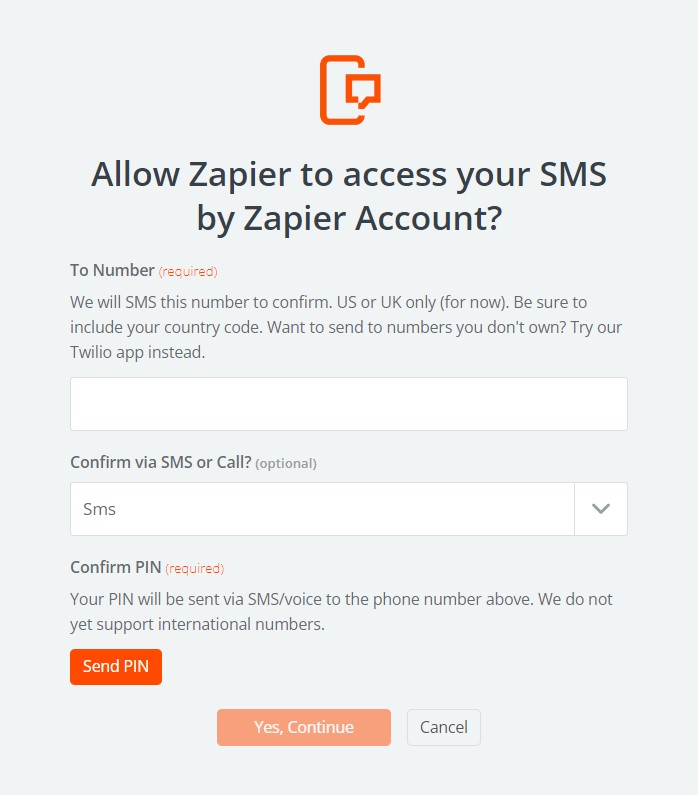 Allow Zapier to access your SMS
by Zapier Account?
To Number (required)
We will SMS this number to confirm. US or UK only (for now). Be sure to
include your country code. Want to send to numbers you don't own? Try our
Twilio app instead.
Confirm via SMS or Call? (optional)
Sms
Confirm PIN (required)
Your PIN will be sent via SMS/voice to the phone number above. We do not
yet support international numbers.
Send PIN
Yes, Continue Cancel